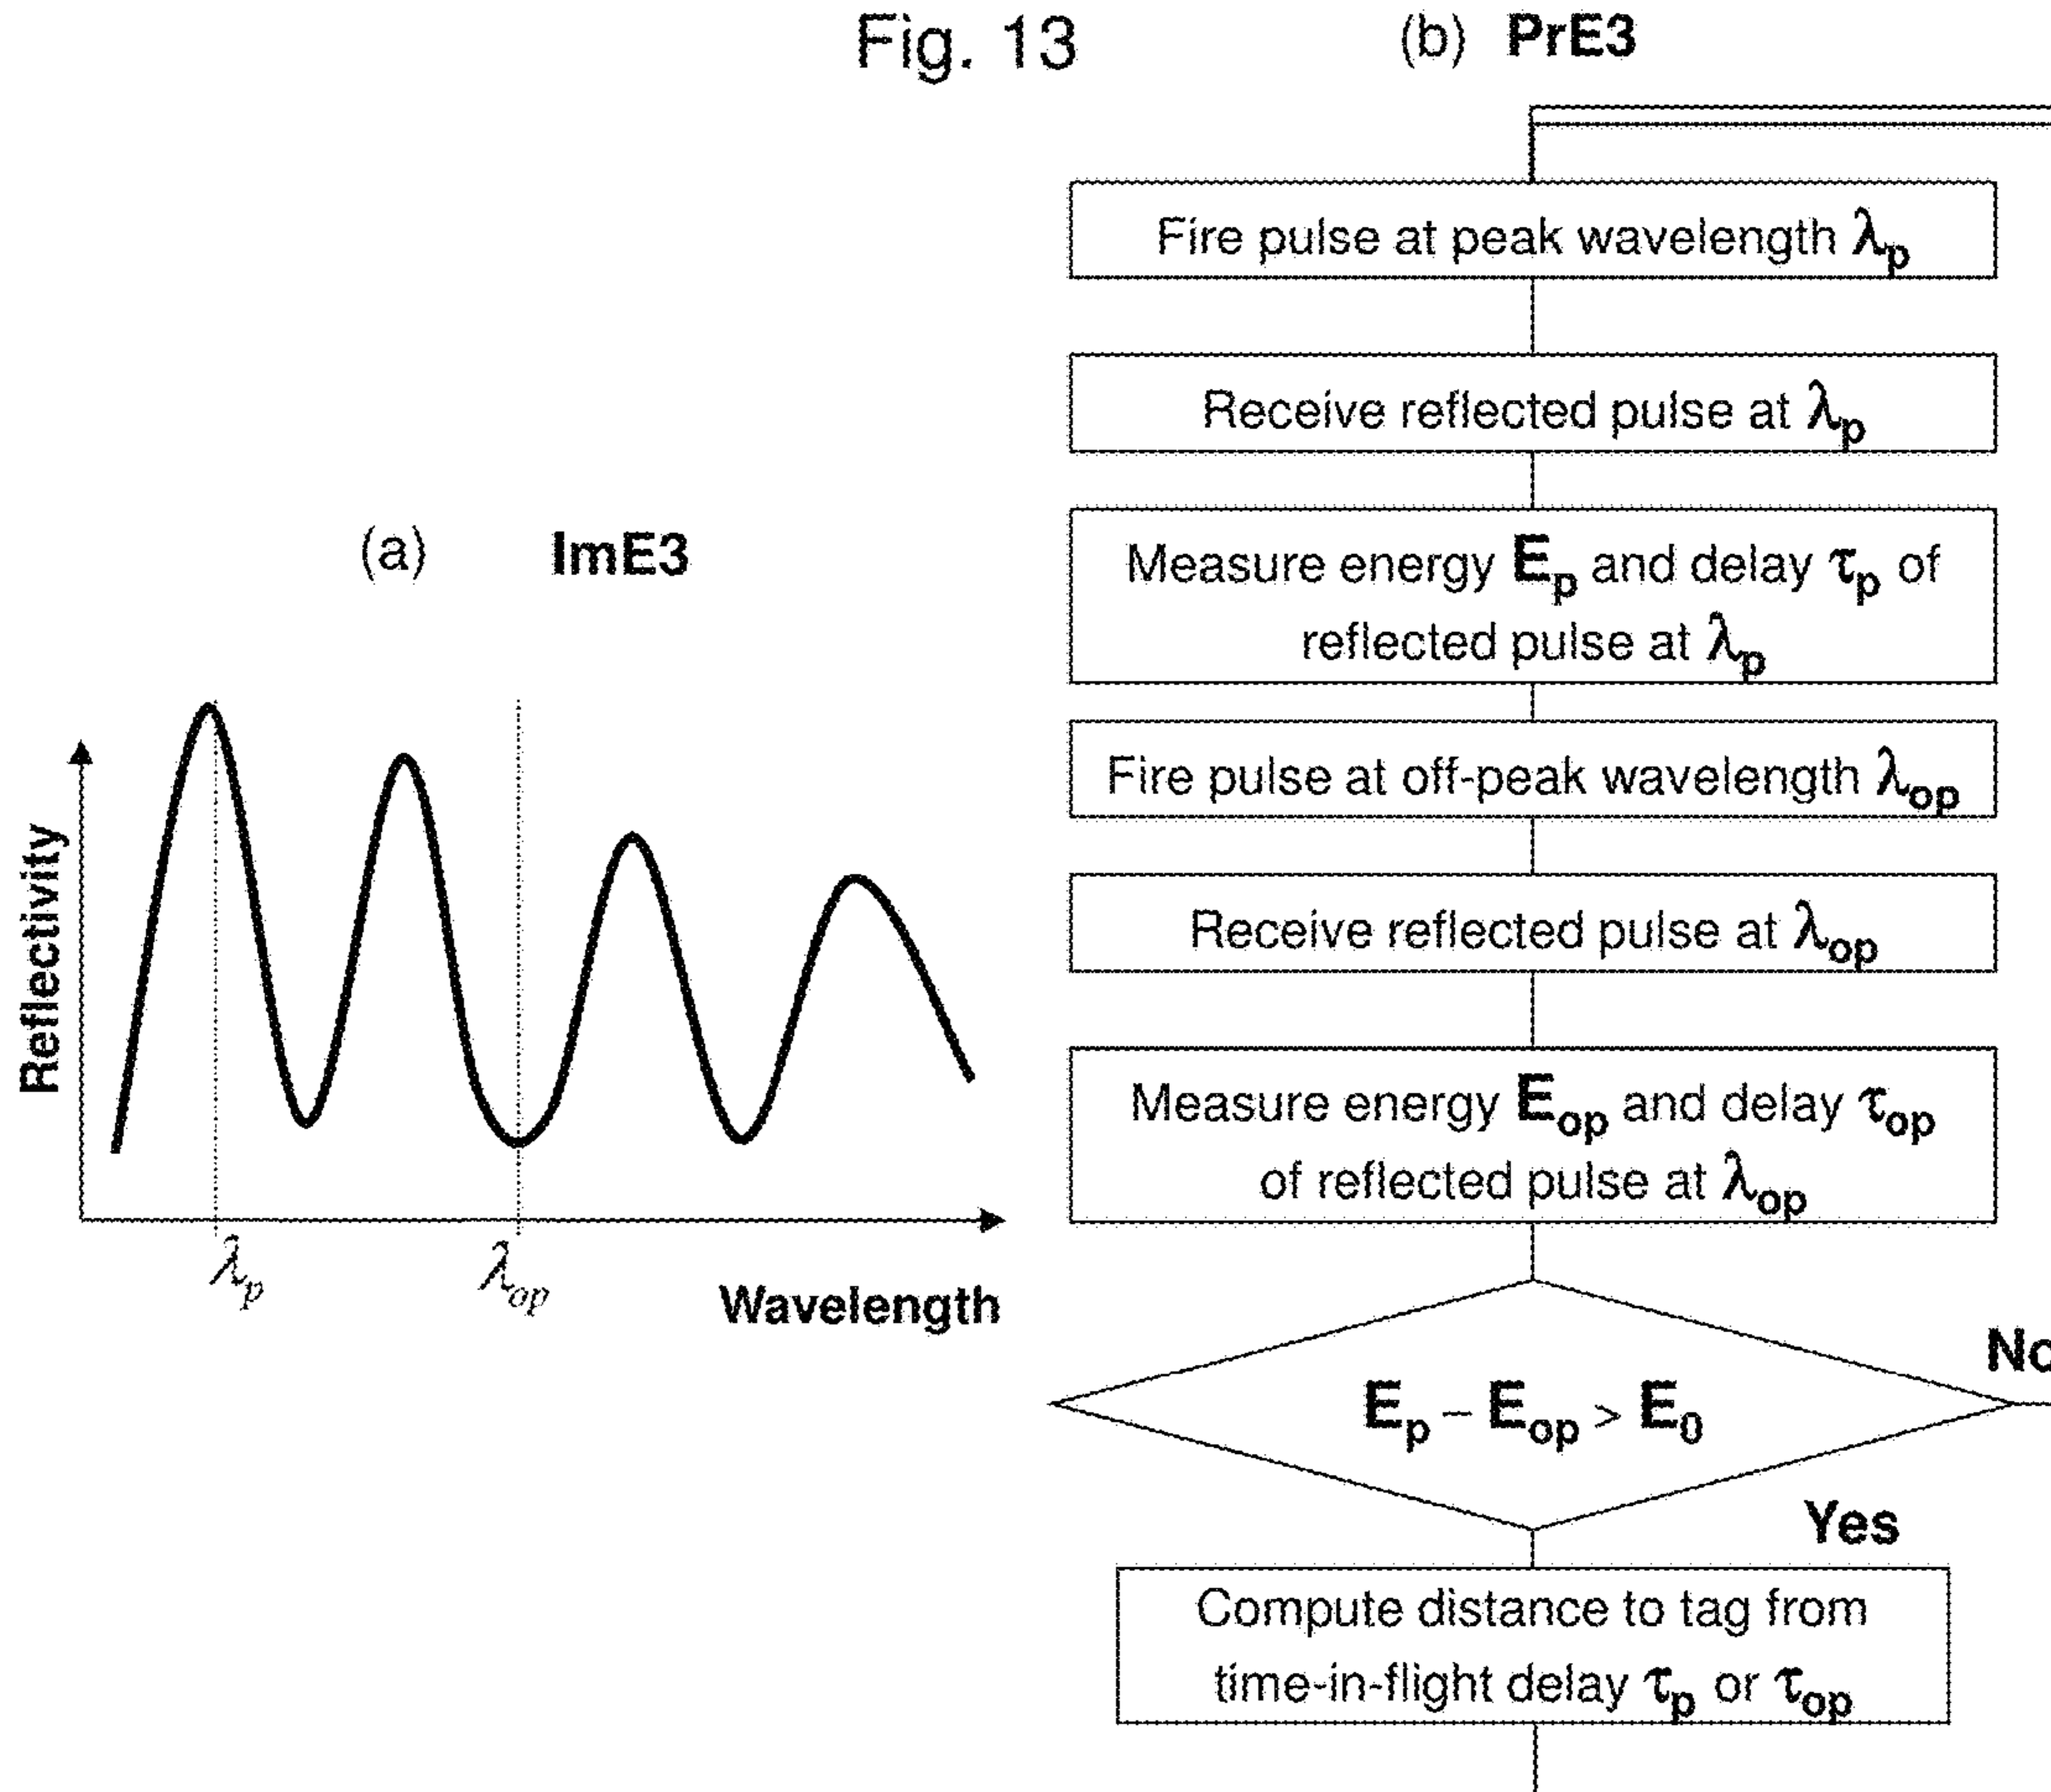 Fig. 13
(a) ImE3
Reflectivity
λp
λop
Wavelength
(b) PrE3
Fire pulse at peak wavelength λp
Receive reflected pulse at λp
Measure energy Ep and delay τp of
reflected pulse at λp
Fire pulse at off-peak wavelength λop
Receive reflected pulse at λop
Measure energy Eop and delay τop
of reflected pulse at λop
Ep – Eop > E0
No
Yes
Compute distance to tag from
time-in-flight delay τp or τop